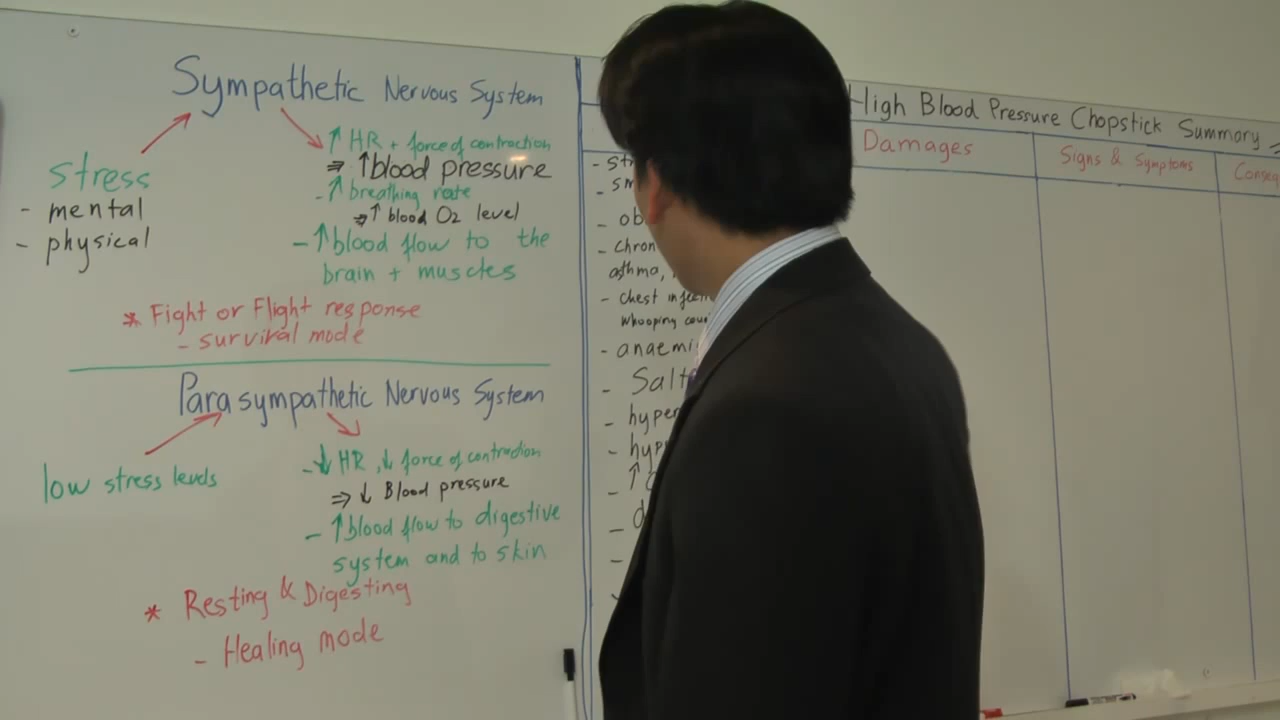 Sympathetic Nervous System
stress
- mental
- physical
↑ HR + force of contraction
⇒ ↑ blood pressure
- ↑ breathing rate
⇒ ↑ blood O2 level
- ↑ blood flow to the
brain + muscles
* Fight or Flight response
- survival mode
Parasympathetic Nervous System
low stress levels
- ↓ HR, ↓ force of contraction
⇒ ↓ Blood pressure
- ↑ blood flow to digestive
system and to skin
* Resting & Digesting
- Healing mode
High Blood Pressure Chopstick Summary
Damages
Signs & Symptoms
- chron
asthma,
- chest
whooping
- anaemi
- Salt
- hyper